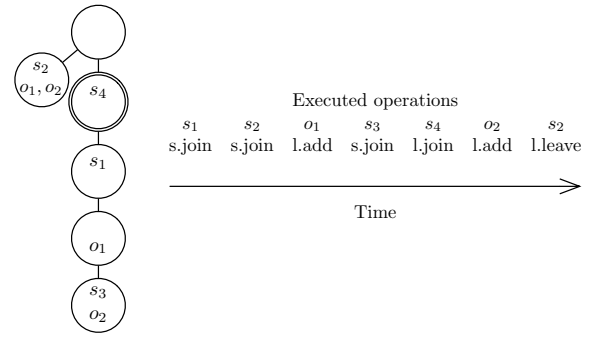 s₂
o₁, o₂
s₄
s₁
o₁
s₃
o₂
Executed operations
s₁ s₂ o₁ s₃ s₄ o₂ s₂
s.join s.join l.add s.join l.join l.add l.leave
Time